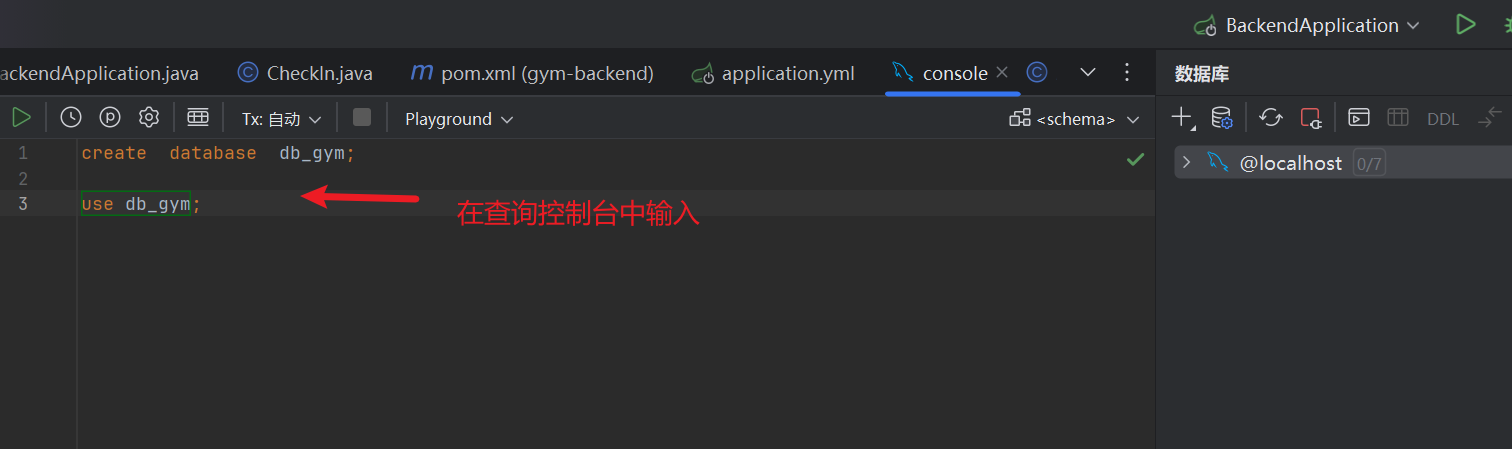 BackendApplication
ackendApplication.java
CheckIn.java
pom.xml (gym-backend)
application.yml
console
数据库
Tx: 自动
Playground
<schema>
DDL
1 create database db_gym;
2
3 use db_gym;
在查询控制台中输入
@localhost 0/7